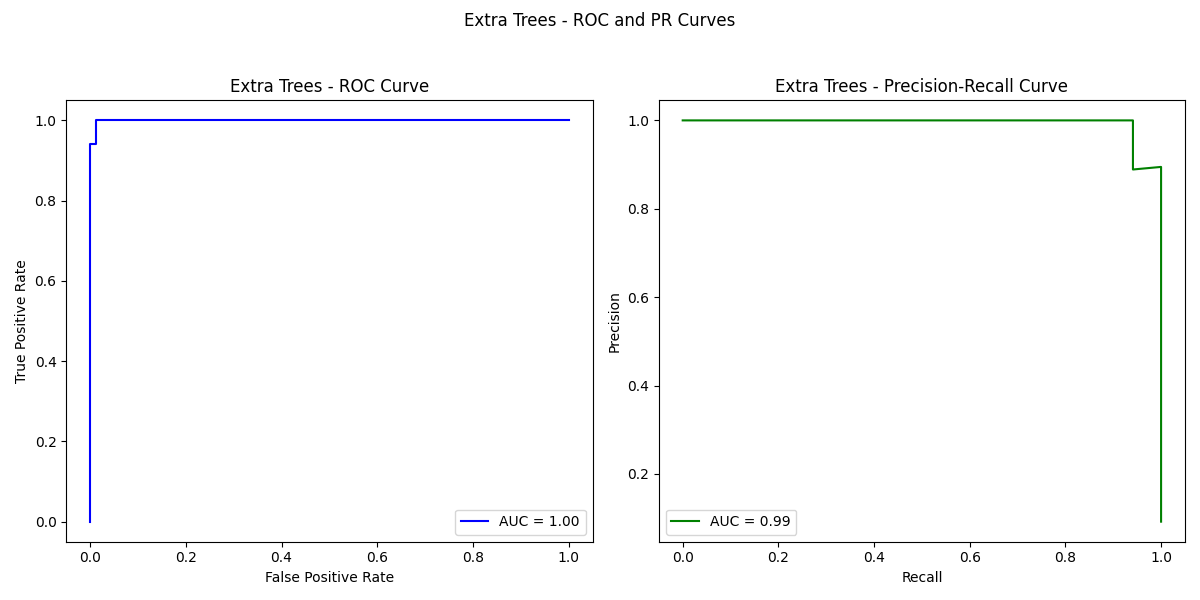 Extra Trees - ROC and PR Curves
Extra Trees - ROC Curve
1.0
0.8
0.6
0.4
0.2
0.0
True Positive Rate
AUC = 1.00
0.0 0.2 0.4 0.6 0.8 1.0
False Positive Rate
Extra Trees - Precision-Recall Curve
1.0
0.8
0.6
0.4
0.2
Precision
AUC = 0.99
0.0 0.2 0.4 0.6 0.8 1.0
Recall